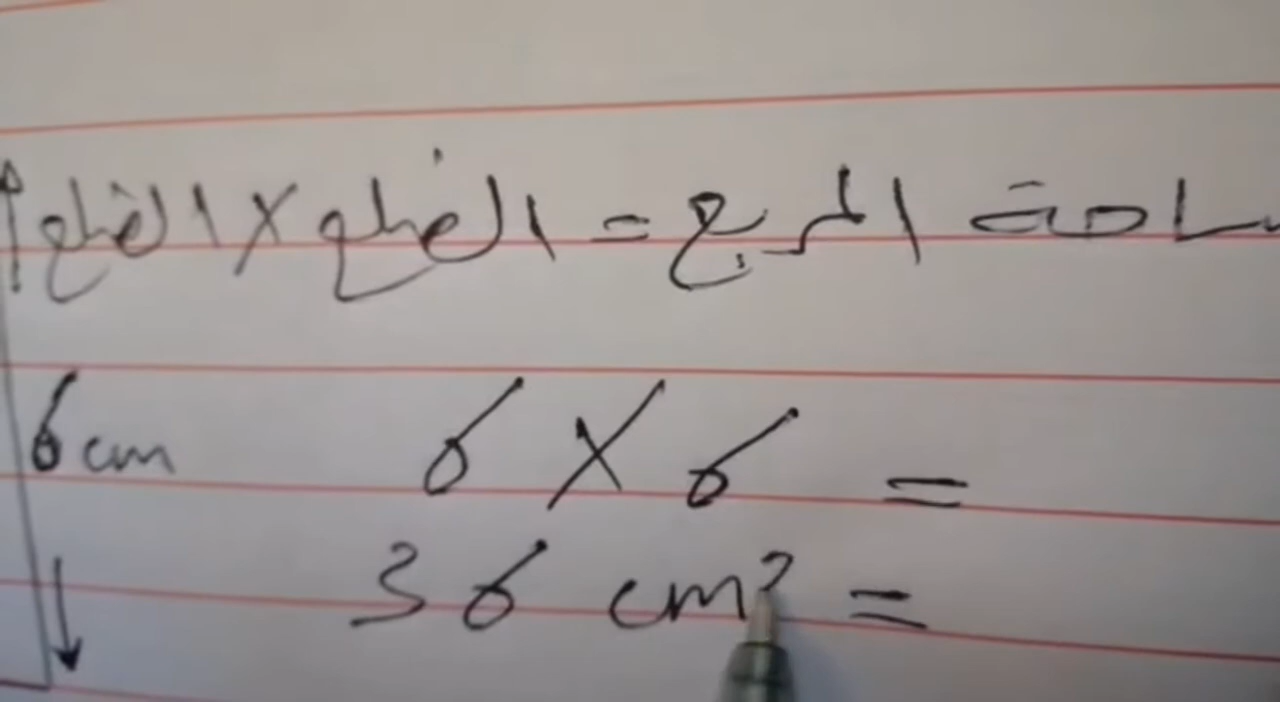 مساحة المربع = الضلع × الضلع
6 cm
6 × 6 =
36 cm² =